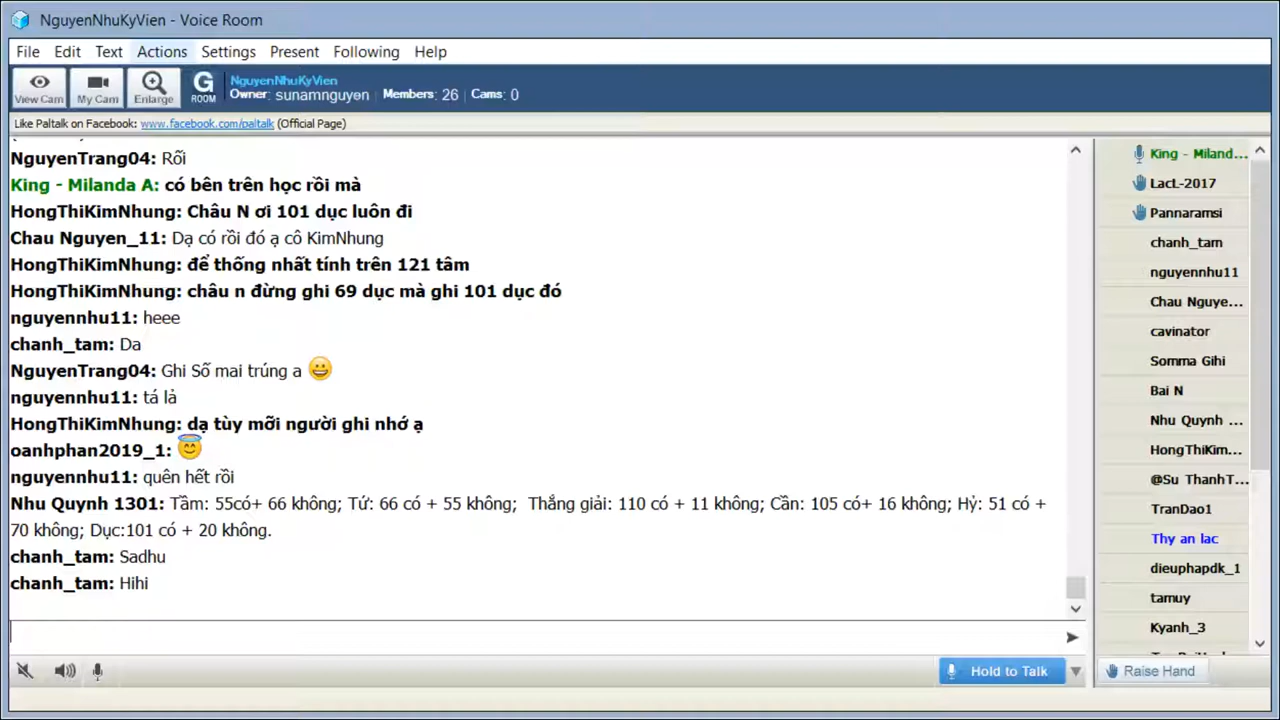 NguyenNhuKyVien - Voice Room
File Edit Text Actions Settings Present Following Help
View Cam My Cam Enlarge G ROOM
NguyenNhuKyVien
Owner: sunamnguyen Members: 26 Cams: 0
Like Paltalk on Facebook: www.facebook.com/paltalk (Official Page)
NguyenTrang04: Rối
King - Milanda A: có bên trên học rồi mà
HongThiKimNhung: Châu N ơi 101 dục luôn đi
Chau Nguyen_11: Dạ có rồi đó ạ cô KimNhung
HongThiKimNhung: để thống nhất tính trên 121 tâm
HongThiKimNhung: châu n đừng ghi 69 dục mà ghi 101 dục đó
nguyennhu11: heee
chanh_tam: Da
NguyenTrang04: Ghi Số mai trúng a 😀
nguyennhu11: tá lả
HongThiKimNhung: dạ tùy mỗi người ghi nhớ ạ
oanhphan2019_1: 😇
nguyennhu11: quên hết rồi
Nhu Quynh 1301: Tầm: 55có+ 66 không; Tứ: 66 có + 55 không; Thắng giải: 110 có + 11 không; Cần: 105 có+ 16 không; Hỷ: 51 có +
70 không; Dục:101 có + 20 không.
chanh_tam: Sadhu
chanh_tam: Hihi
King - Miland...
LacL-2017
Pannaramsi
chanh_tam
nguyennhu11
Chau Nguye...
cavinator
Somma Gihi
Bai N
Nhu Quynh ...
HongThiKim...
@Su ThanhT...
TranDao1
Thy an lac
dieuphapdk_1
tamuy
Kyanh_3
Hold to Talk
Raise Hand